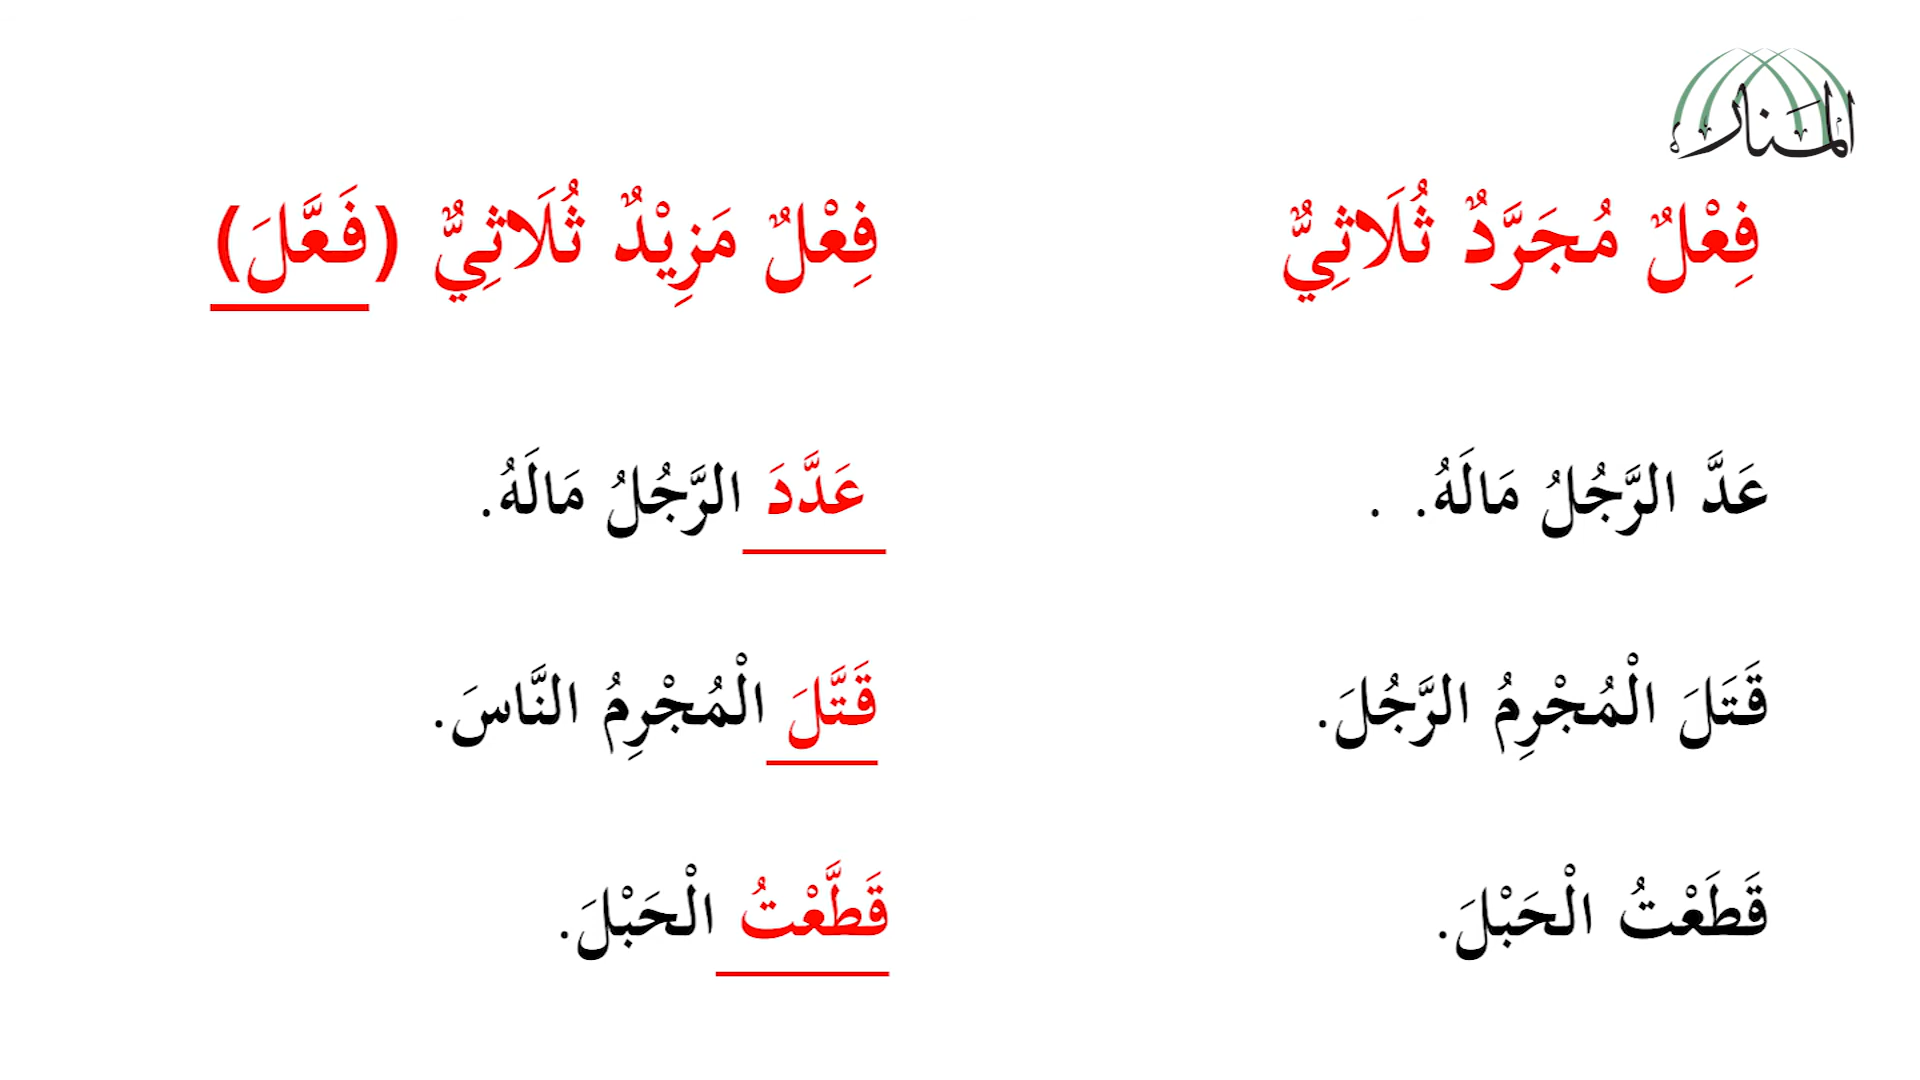 المنار
فِعْلٌ مُجَرَّدٌ ثُلَاثِيٌّ فِعْلٌ مَزِيْدٌ ثُلَاثِيٌّ (فَعَّلَ)
عَدَّ الرَّجُلُ مَالَهُ. . عَدَّدَ الرَّجُلُ مَالَهُ.
قَتَلَ الْمُجْرِمُ الرَّجُلَ. قَتَّلَ الْمُجْرِمُ النَّاسَ.
قَطَعْتُ الْحَبْلَ. قَطَّعْتُ الْحَبْلَ.